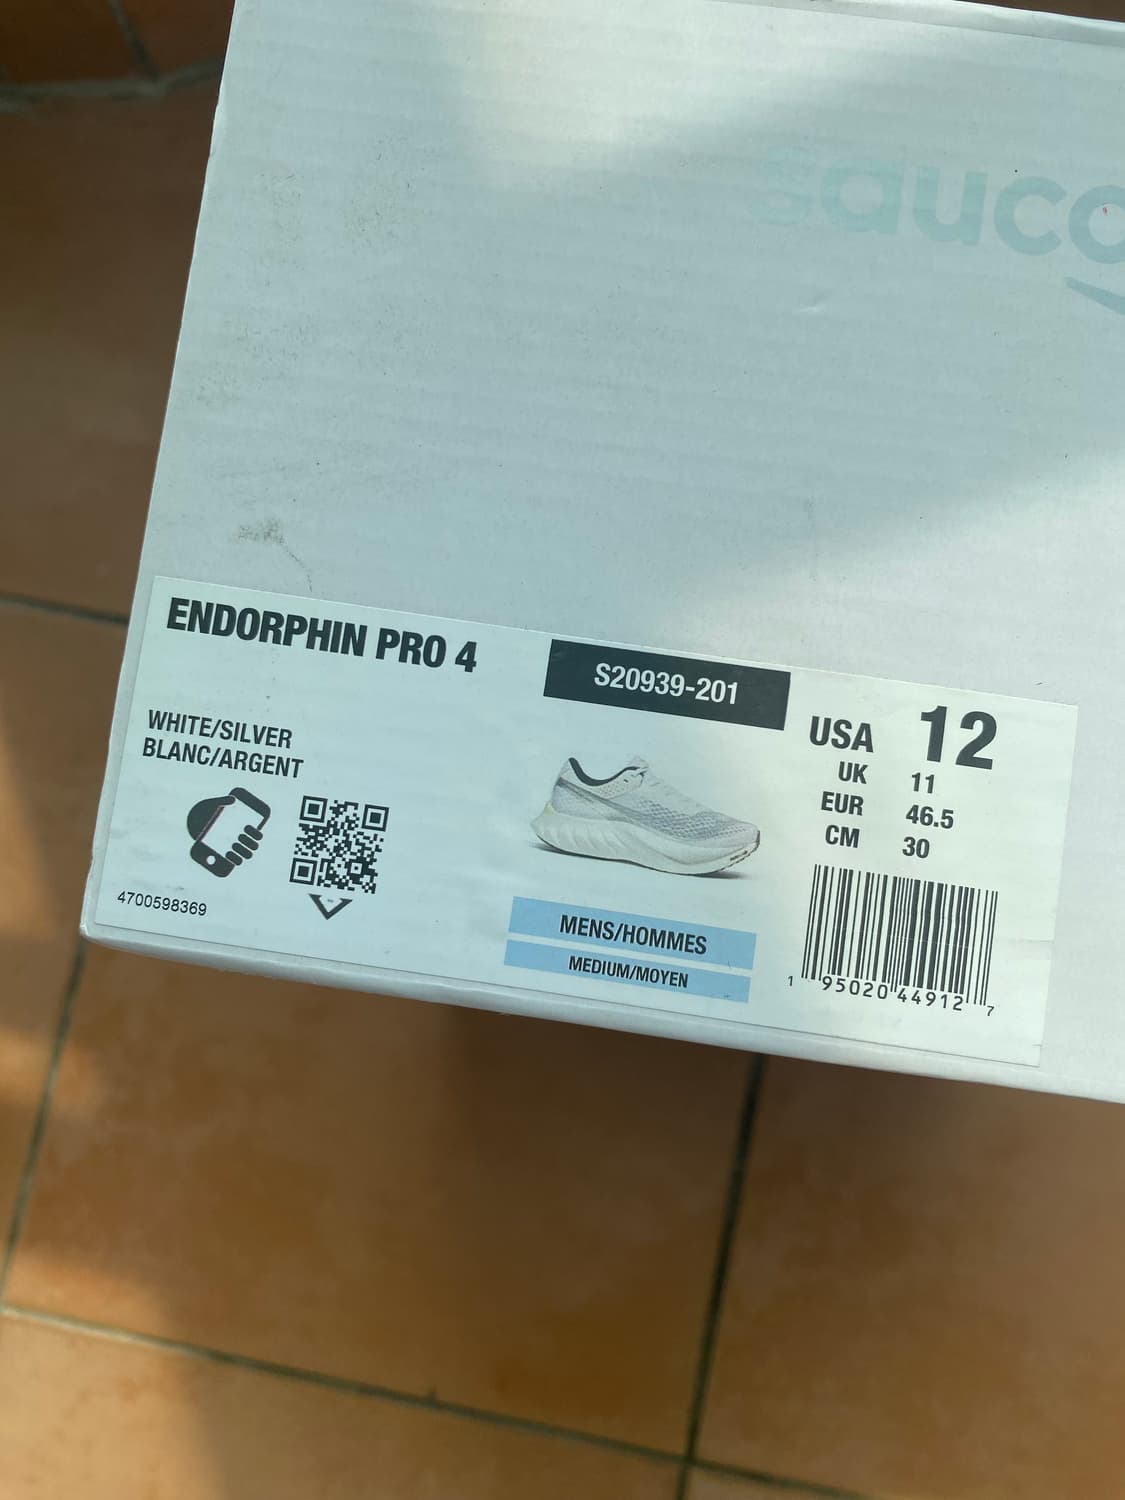 sauco
ENDORPHIN PRO 4
S20939-201
WHITE/SILVER
BLANC/ARGENT
USA 12
UK 11
EUR 46.5
CM 30
4700598369
MENS/HOMMES
MEDIUM/MOYEN
1 95020 44912 7